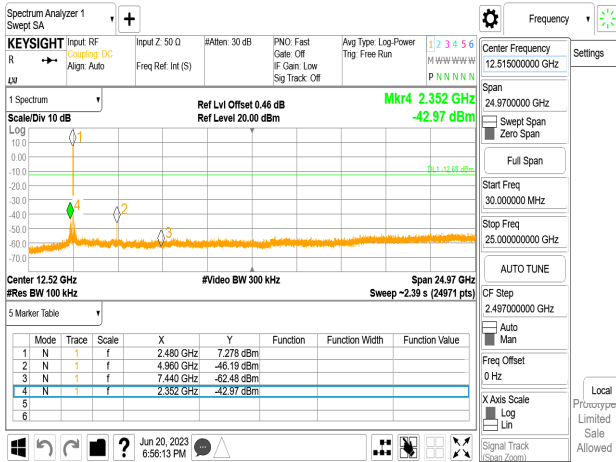 Spectrum Analyzer 1
Swept SA
Frequency
KEYSIGHT
R
LXI
Input: RF
Coupling: DC
Align: Auto
Input Z: 50 Ω
Freq Ref: Int (S)
#Atten: 30 dB
PNO: Fast
Gate: Off
IF Gain: Low
Sig Track: Off
Avg Type: Log-Power
Trig: Free Run
1 2 3 4 5 6
M W W W W W
P N N N N N
1 Spectrum
Scale/Div 10 dB
Ref Lvl Offset 0.46 dB
Ref Level 20.00 dBm
Mkr4 2.352 GHz
-42.97 dBm
Log
10.0
0.00
-10.0
-20.0
-30.0
-40.0
-50.0
-60.0
-70.0
1
2
3
4
DL1 -12.68 dBm
Center 12.52 GHz
#Video BW 300 kHz
Span 24.97 GHz
#Res BW 100 kHz
Sweep ~2.39 s (24971 pts)
5 Marker Table
Mode Trace Scale X Y Function Function Width Function Value
1 N 1 f 2.480 GHz 7.278 dBm
2 N 1 f 4.960 GHz -46.19 dBm
3 N 1 f 7.440 GHz -62.48 dBm
4 N 1 f 2.352 GHz -42.97 dBm
5
6
Jun 20, 2023
6:56:13 PM
Center Frequency
12.515000000 GHz
Settings
Span
24.9700000 GHz
Swept Span
Zero Span
Full Span
Start Freq
30.000000 MHz
Stop Freq
25.000000000 GHz
AUTO TUNE
CF Step
2.497000000 GHz
Auto
Man
Freq Offset
0 Hz
X Axis Scale
Log
Lin
Signal Track
(Span Zoom)
Local
Prototype
Limited
Sale
Allowed